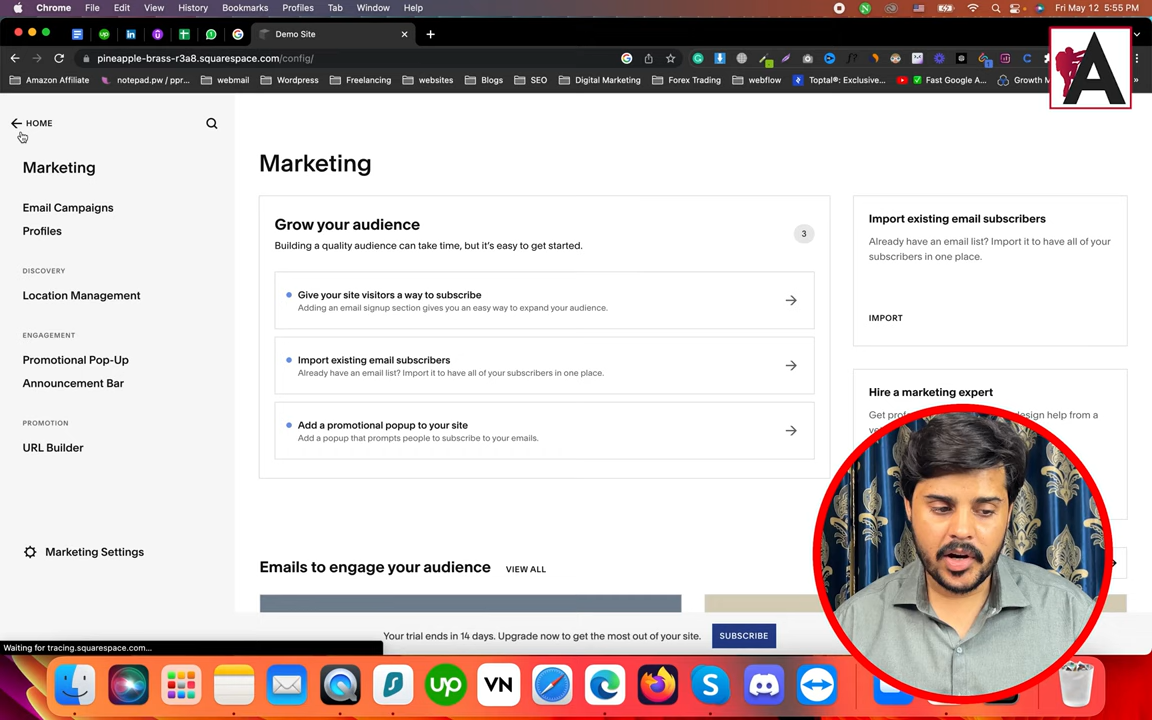 Chrome File Edit View History Bookmarks Profiles Tab Window Help Fri May 12 5:55 PM
Demo Site
pineapple-brass-r3a8.squarespace.com/config/
Amazon Affiliate notepad.pw / ppr... webmail Wordpress Freelancing websites Blogs SEO Digital Marketing Forex Trading webflow Toptal®: Exclusive... Fast Google A... Growth M
A
HOME
Marketing
Email Campaigns
Profiles
DISCOVERY
Location Management
ENGAGEMENT
Promotional Pop-Up
Announcement Bar
PROMOTION
URL Builder
Marketing Settings
Marketing
Grow your audience
Building a quality audience can take time, but it's easy to get started.
3
Give your site visitors a way to subscribe
Adding an email signup section gives you an easy way to expand your audience.
Import existing email subscribers
Already have an email list? Import it to have all of your subscribers in one place.
Add a promotional popup to your site
Add a popup that prompts people to subscribe to your emails.
Import existing email subscribers
Already have an email list? Import it to have all of your
subscribers in one place.
IMPORT
Hire a marketing expert
Emails to engage your audience VIEW ALL
Your trial ends in 14 days. Upgrade now to get the most out of your site. SUBSCRIBE
Waiting for tracing.squarespace.com...
up VN